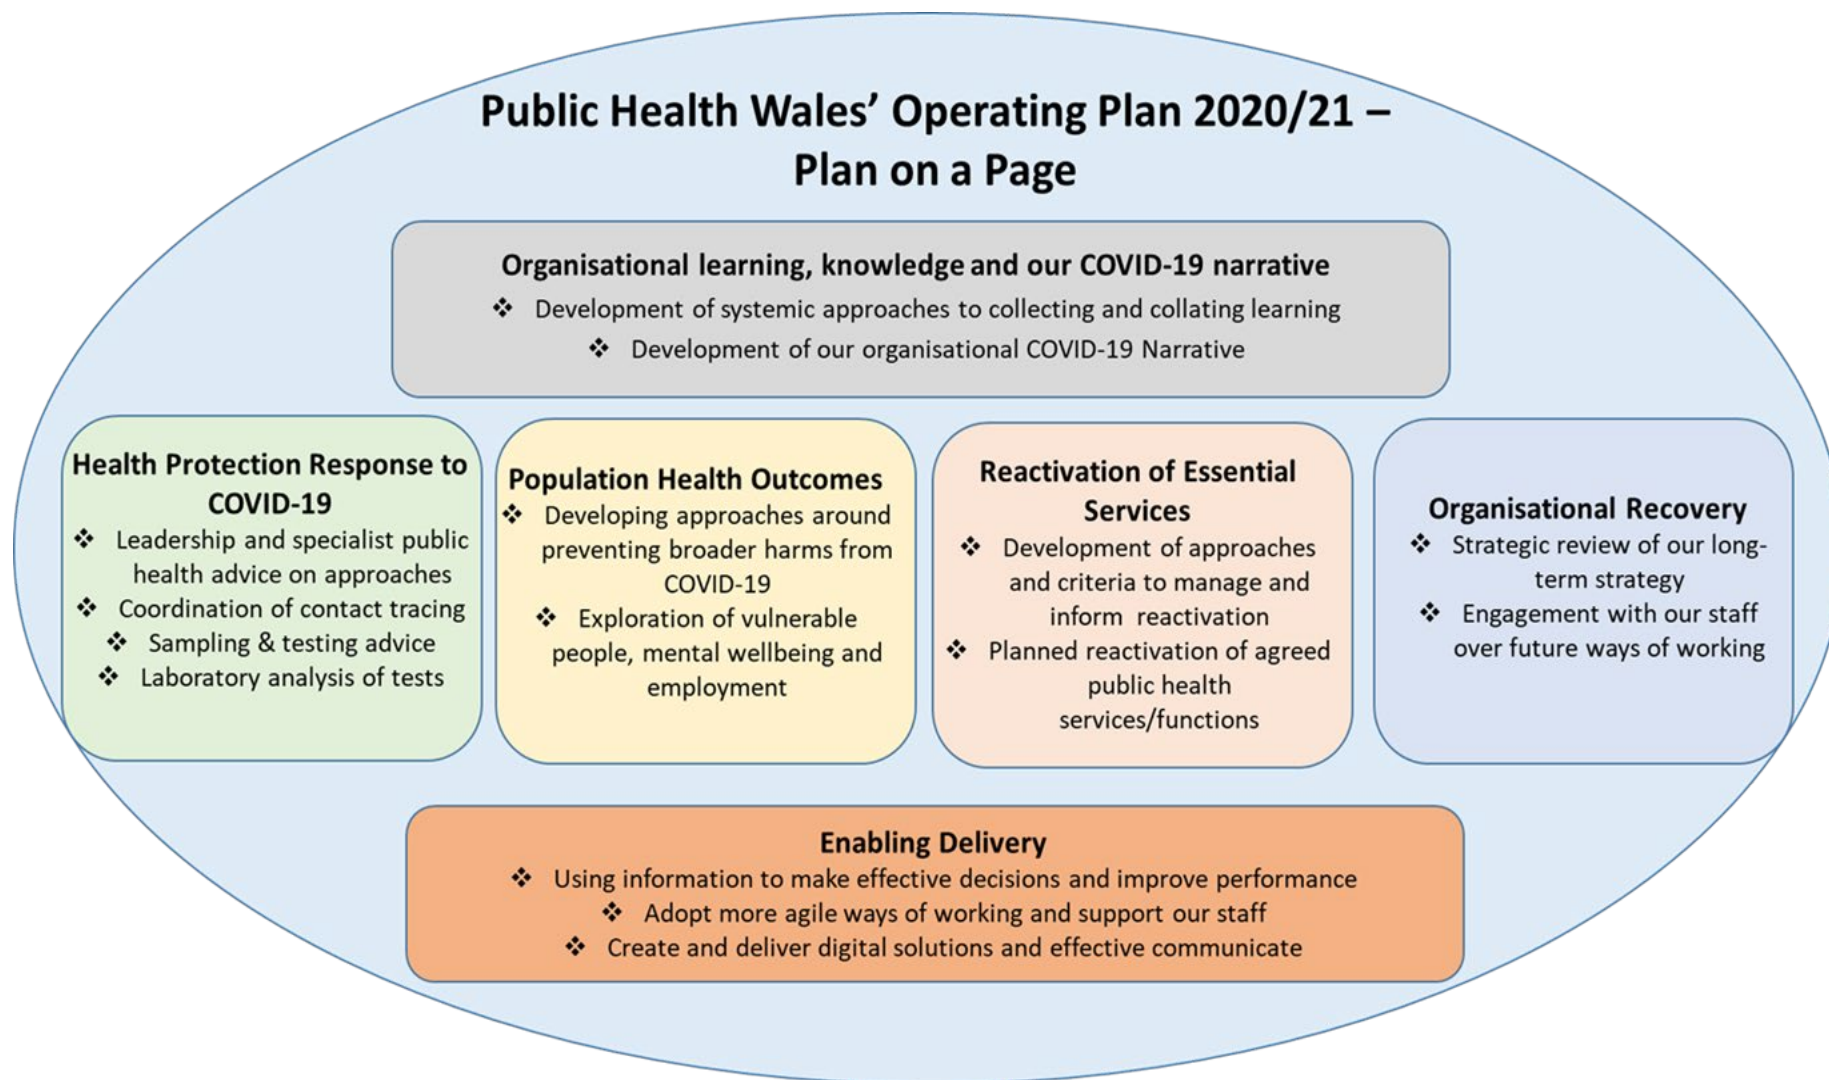 Public Health Wales’ Operating Plan 2020/21 –
Plan on a Page
Organisational learning, knowledge and our COVID-19 narrative
❖ Development of systemic approaches to collecting and collating learning
❖ Development of our organisational COVID-19 Narrative
Health Protection Response to
COVID-19
❖ Leadership and specialist public
health advice on approaches
❖ Coordination of contact tracing
❖ Sampling & testing advice
❖ Laboratory analysis of tests
Population Health Outcomes
❖ Developing approaches around
preventing broader harms from
COVID-19
❖ Exploration of vulnerable
people, mental wellbeing and
employment
Reactivation of Essential
Services
❖ Development of approaches
and criteria to manage and
inform reactivation
❖ Planned reactivation of agreed
public health
services/functions
Organisational Recovery
❖ Strategic review of our long-
term strategy
❖ Engagement with our staff
over future ways of working
Enabling Delivery
❖ Using information to make effective decisions and improve performance
❖ Adopt more agile ways of working and support our staff
❖ Create and deliver digital solutions and effective communicate